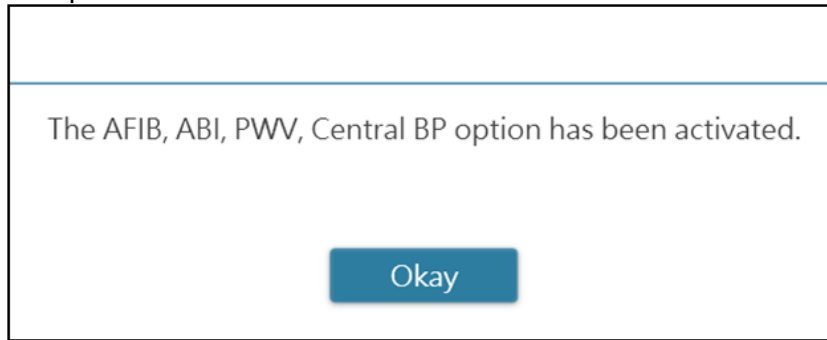 The AFIB, ABI, PWV, Central BP option has been activated.
Okay